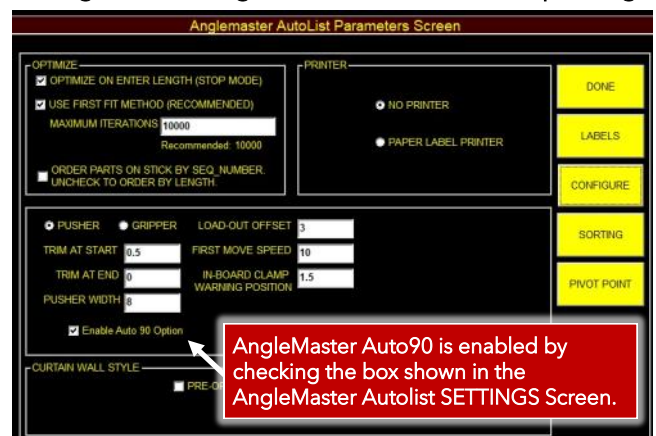 Anglemaster AutoList Parameters Screen
OPTIMIZE
OPTIMIZE ON ENTER LENGTH (STOP MODE)
USE FIRST FIT METHOD (RECOMMENDED)
MAXIMUM ITERATIONS 10000
Recommended: 10000
ORDER PARTS ON STICK BY SEQ_NUMBER.
UNCHECK TO ORDER BY LENGTH.
PRINTER
NO PRINTER
PAPER LABEL PRINTER
DONE
LABELS
CONFIGURE
SORTING
PIVOT POINT
PUSHER GRIPPER LOAD-OUT OFFSET 3
TRIM AT START 0.5 FIRST MOVE SPEED 10
TRIM AT END 0 IN-BOARD CLAMP
WARNING POSITION 1.5
PUSHER WIDTH 8
Enable Auto 90 Option
AngleMaster Auto90 is enabled by
checking the box shown in the
AngleMaster Autolist SETTINGS Screen.
CURTAIN WALL STYLE